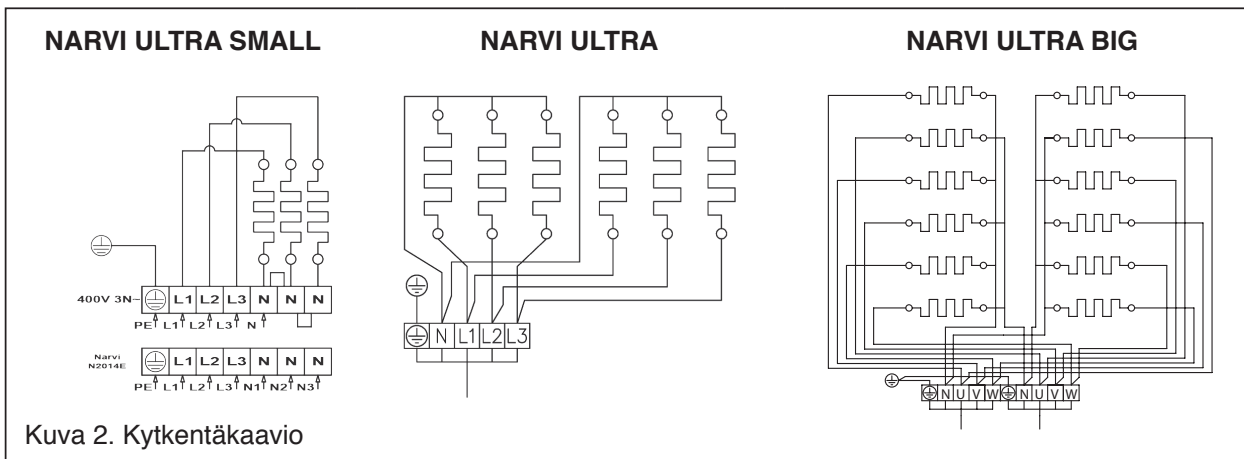 NARVI ULTRA SMALL
NARVI ULTRA
NARVI ULTRA BIG
400V 3N~
L1 L2 L3 N N N
PE L1 L2 L3 N
Narvi
N2014E
L1 L2 L3 N N N
PE L1 L2 L3 N1 N2 N3
N L1 L2 L3
N U V W N U V W
Kuva 2. Kytkentäkaavio